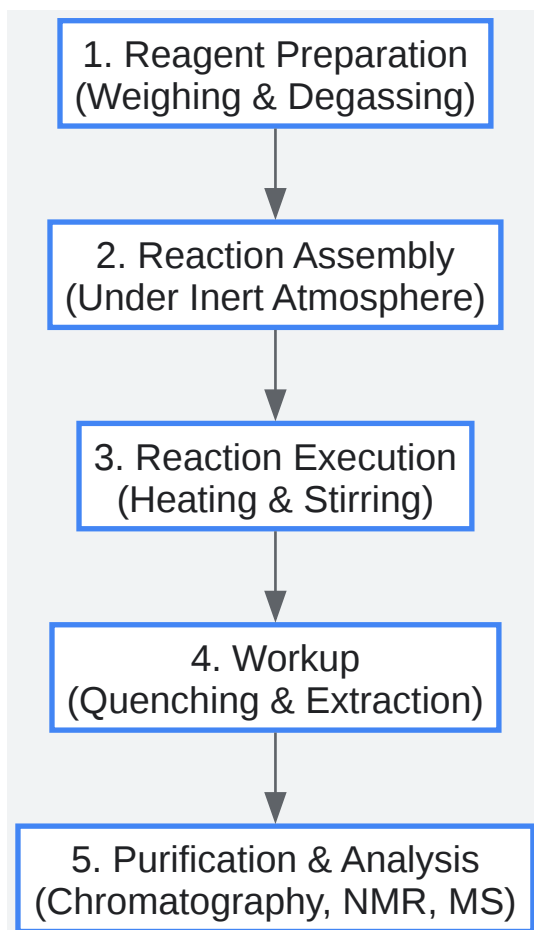 1. Reagent Preparation
(Weighing & Degassing)
2. Reaction Assembly
(Under Inert Atmosphere)
3. Reaction Execution
(Heating & Stirring)
4. Workup
(Quenching & Extraction)
5. Purification & Analysis
(Chromatography, NMR, MS)